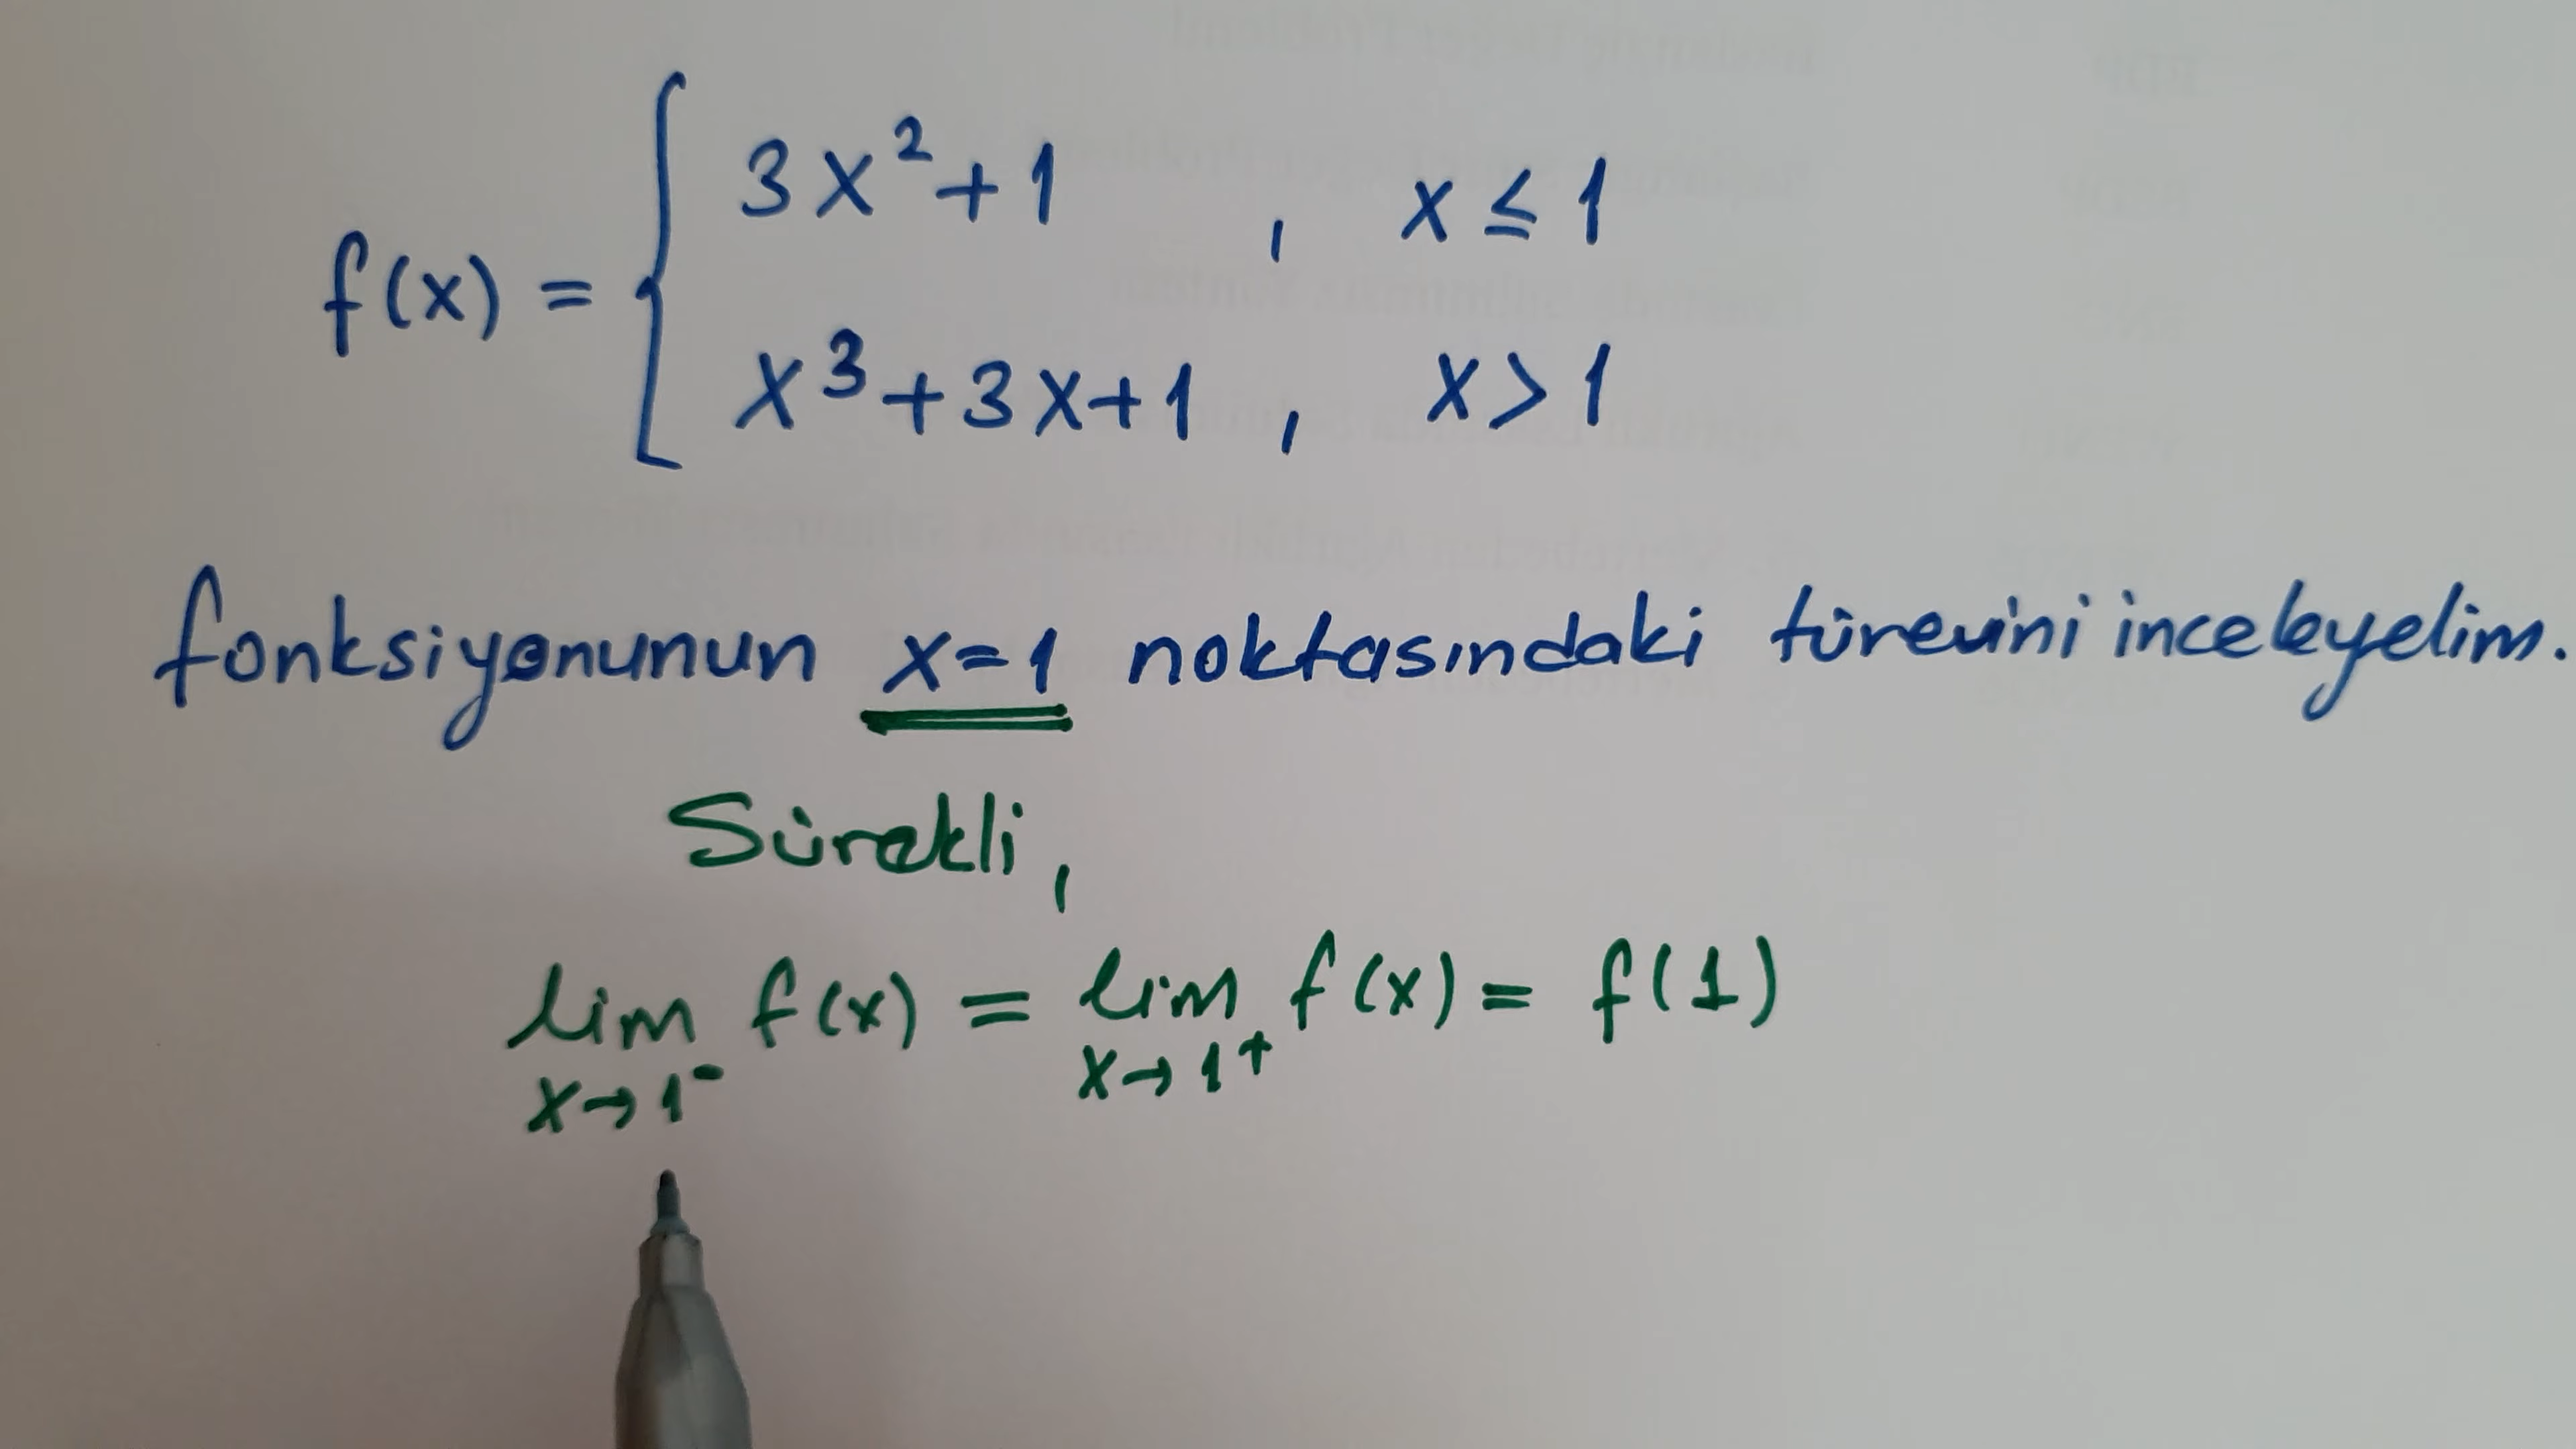 f(x) = { 3x²+1 , x ≤ 1
x³+3x+1 , x > 1
fonksiyonunun x=1 noktasındaki türevini inceleyelim.
Sürekli,
lim f(x) = lim f(x) = f(1)
x→1⁻ x→1⁺